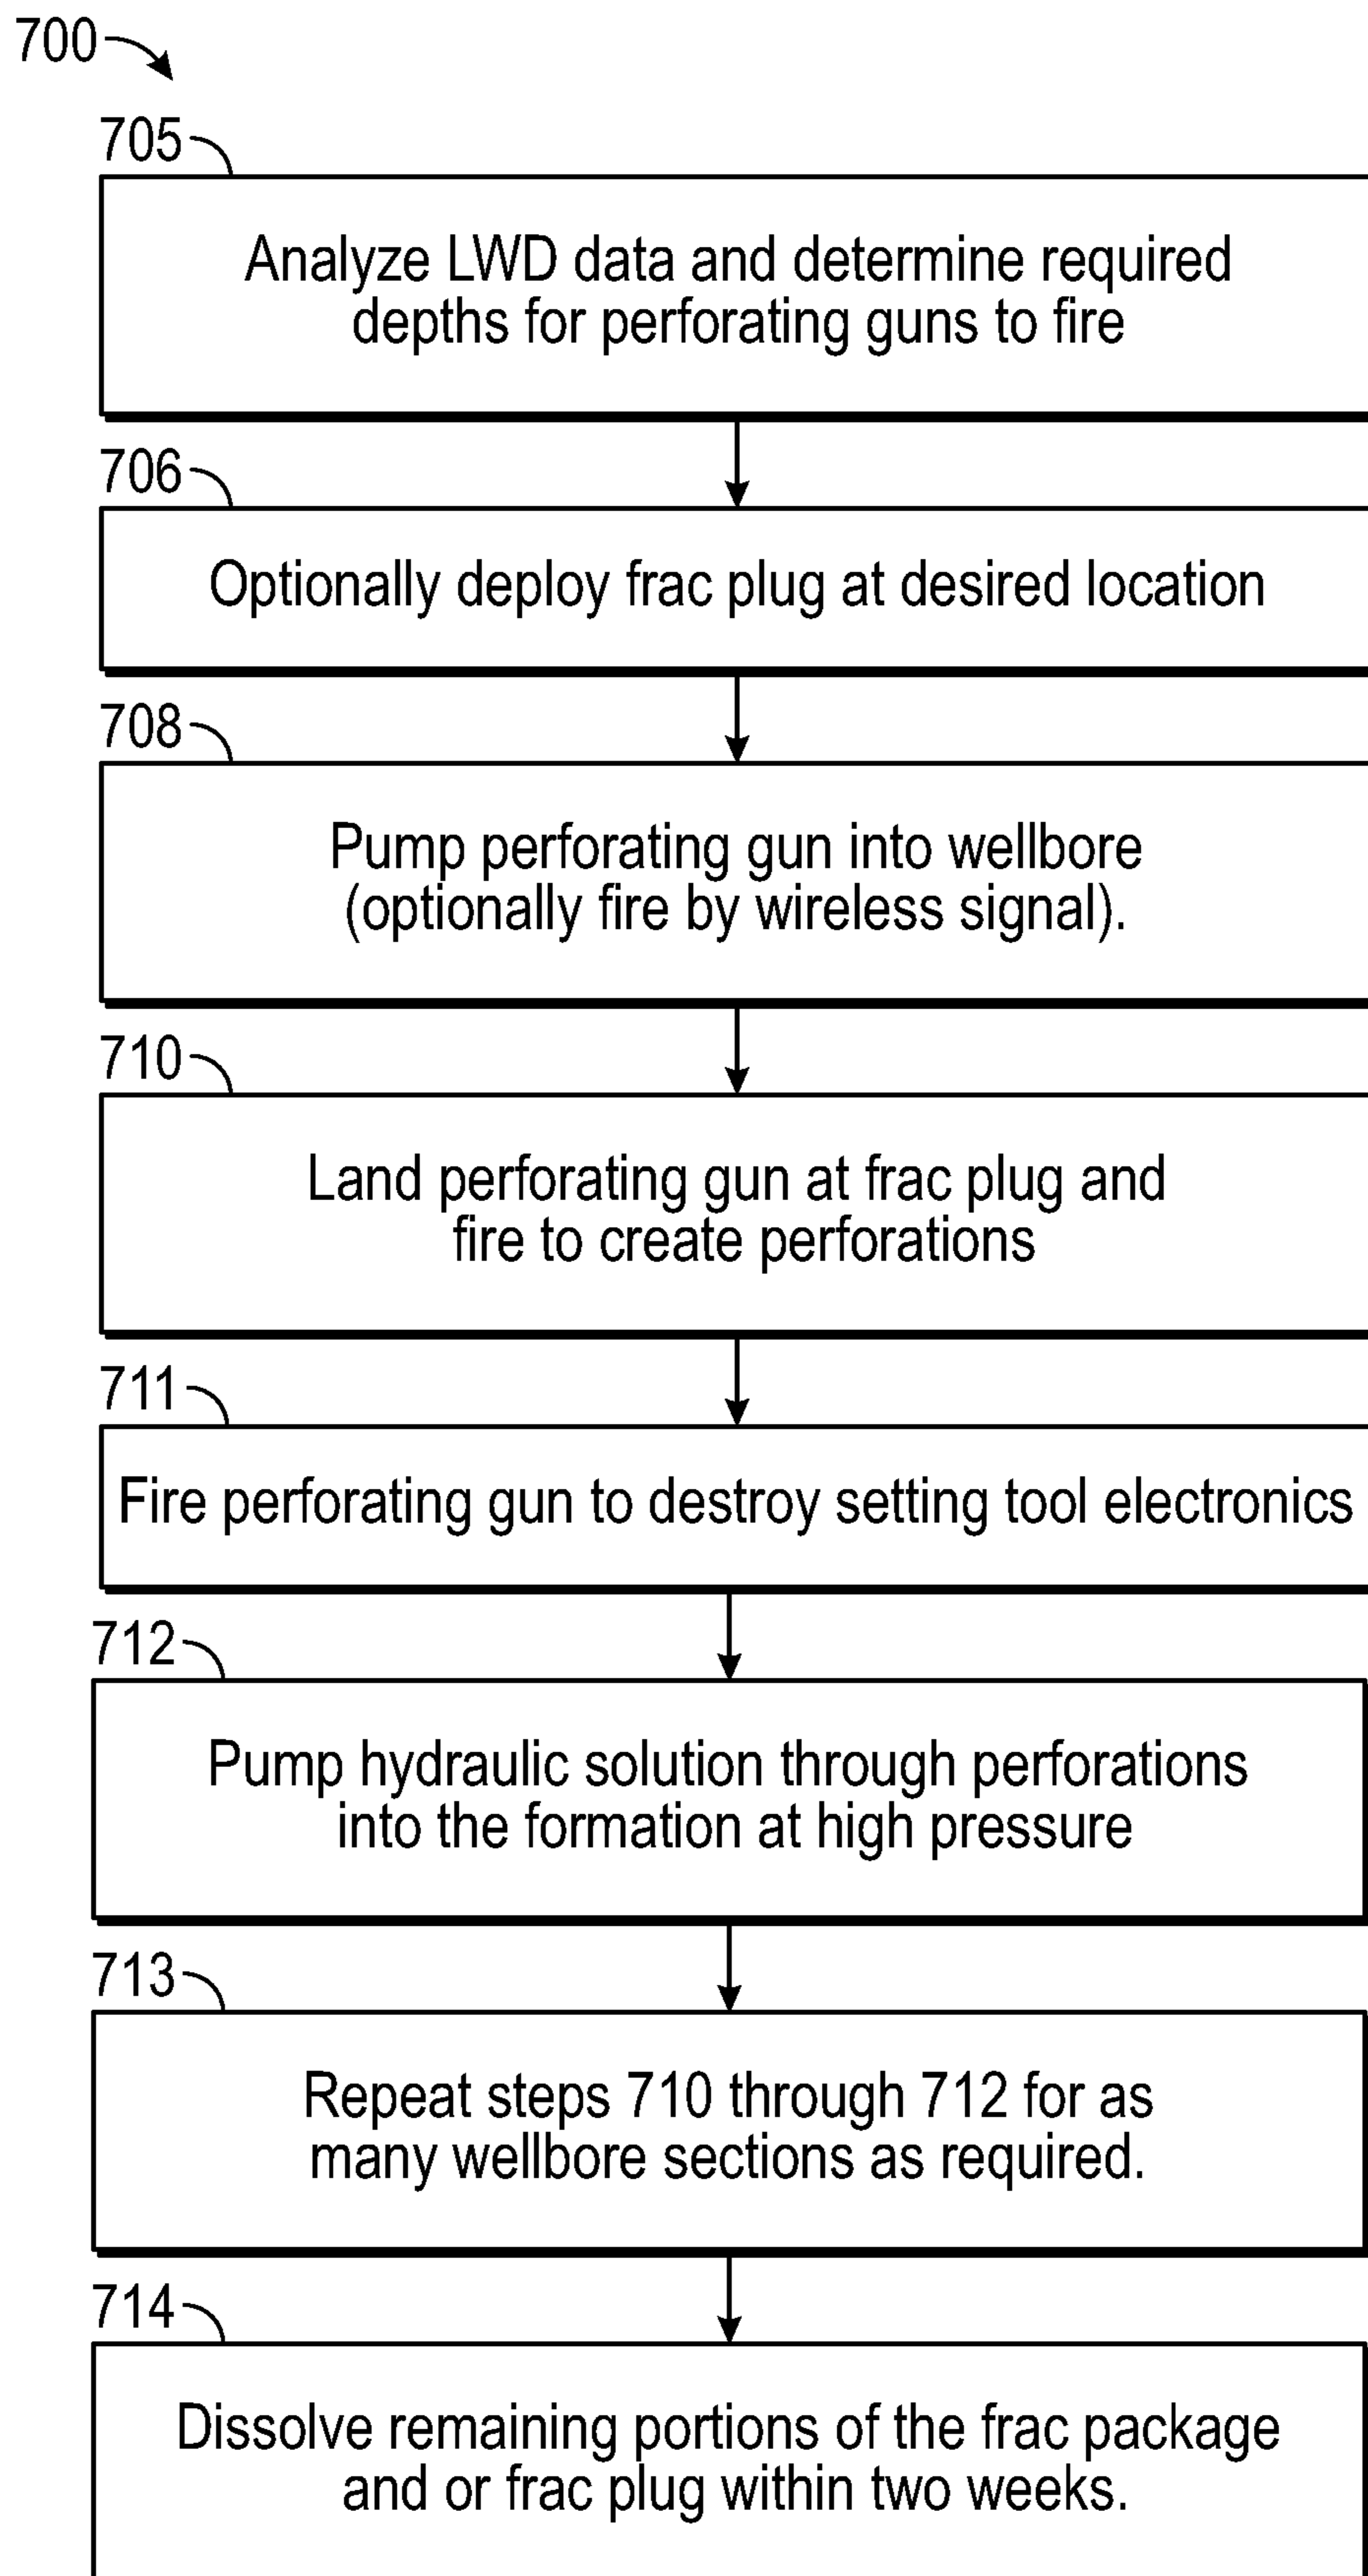 700
705
Analyze LWD data and determine required
depths for perforating guns to fire
706
Optionally deploy frac plug at desired location
708
Pump perforating gun into wellbore
(optionally fire by wireless signal).
710
Land perforating gun at frac plug and
fire to create perforations
711
Fire perforating gun to destroy setting tool electronics
712
Pump hydraulic solution through perforations
into the formation at high pressure
713
Repeat steps 710 through 712 for as
many wellbore sections as required.
714
Dissolve remaining portions of the frac package
and or frac plug within two weeks.